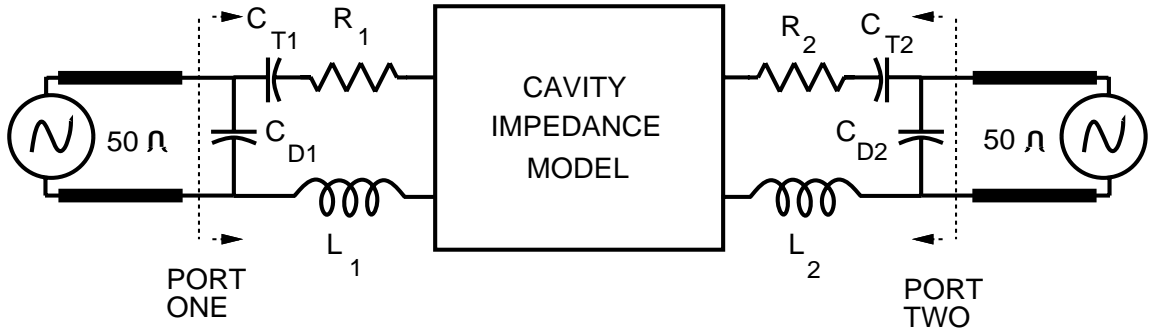 C T1
R 1
R 2
C T2
50 Ω
C D1
CAVITY
IMPEDANCE
MODEL
C D2
50 Ω
L 1
L 2
PORT
ONE
PORT
TWO